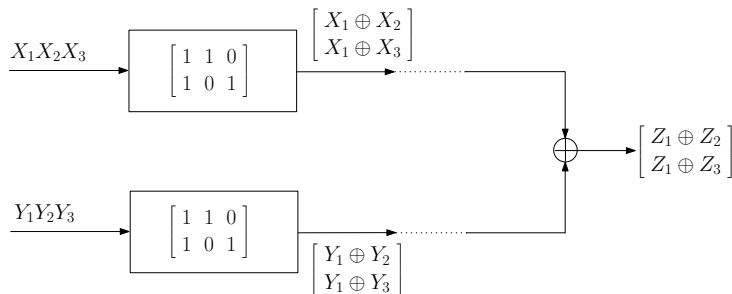 [ X₁ ⊕ X₂ ]
[ X₁ ⊕ X₃ ]
X₁X₂X₃
[ 1 1 0 ]
[ 1 0 1 ]
[ Z₁ ⊕ Z₂ ]
[ Z₁ ⊕ Z₃ ]
Y₁Y₂Y₃
[ 1 1 0 ]
[ 1 0 1 ]
[ Y₁ ⊕ Y₂ ]
[ Y₁ ⊕ Y₃ ]